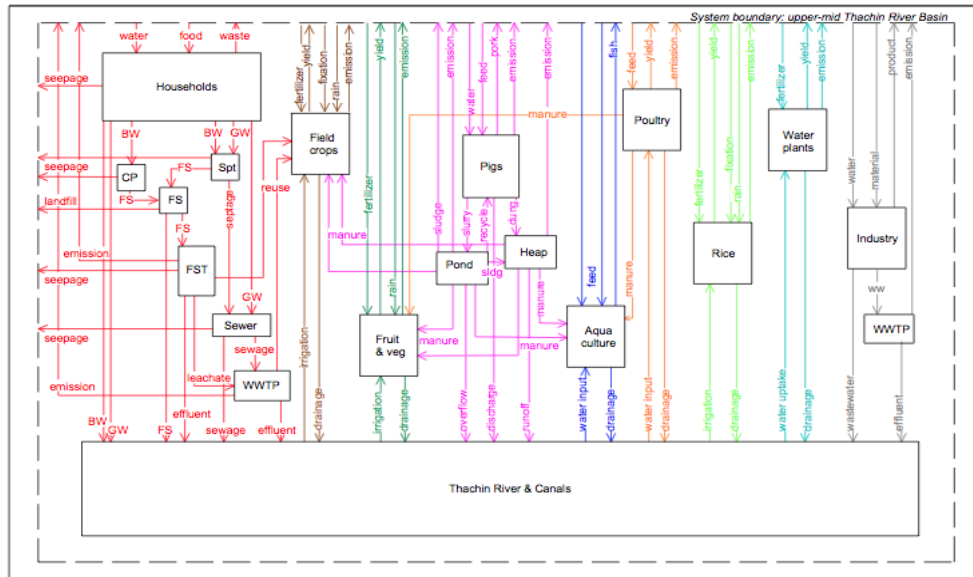 System boundary: upper-mid Thachin River Basin
water
food
waste
Households
seepage
BW
BW
GW
seepage
CP
Spt
FS
FS
FS
landfill
septage
FS
emission
FST
seepage
GW
reuse
Sewer
seepage
sewage
leachate
WWTP
emission
effluent
BW
GW
FS
sewage
effluent
fertilizer
yield
fixation
rain
emission
Field
crops
irrigation
drainage
fertilizer
yield
rain
emission
Fruit
& veg
irrigation
drainage
manure
manure
sludge
emission
water
feed
pork
emission
emission
Pigs
slurry
recycle
dung
Pond
sldg
Heap
manure
manure
manure
overflow
discharge
runoff
feed
fish
Aqua
culture
water input
drainage
feed
yield
emission
manure
Poultry
manure
water input
drainage
fertilizer
yield
fixation
rain
emission
Rice
irrigation
drainage
fertilizer
yield
emission
Water
plants
water uptake
drainage
water
material
product
emission
Industry
ww
WWTP
wastewater
effluent
Thachin River & Canals